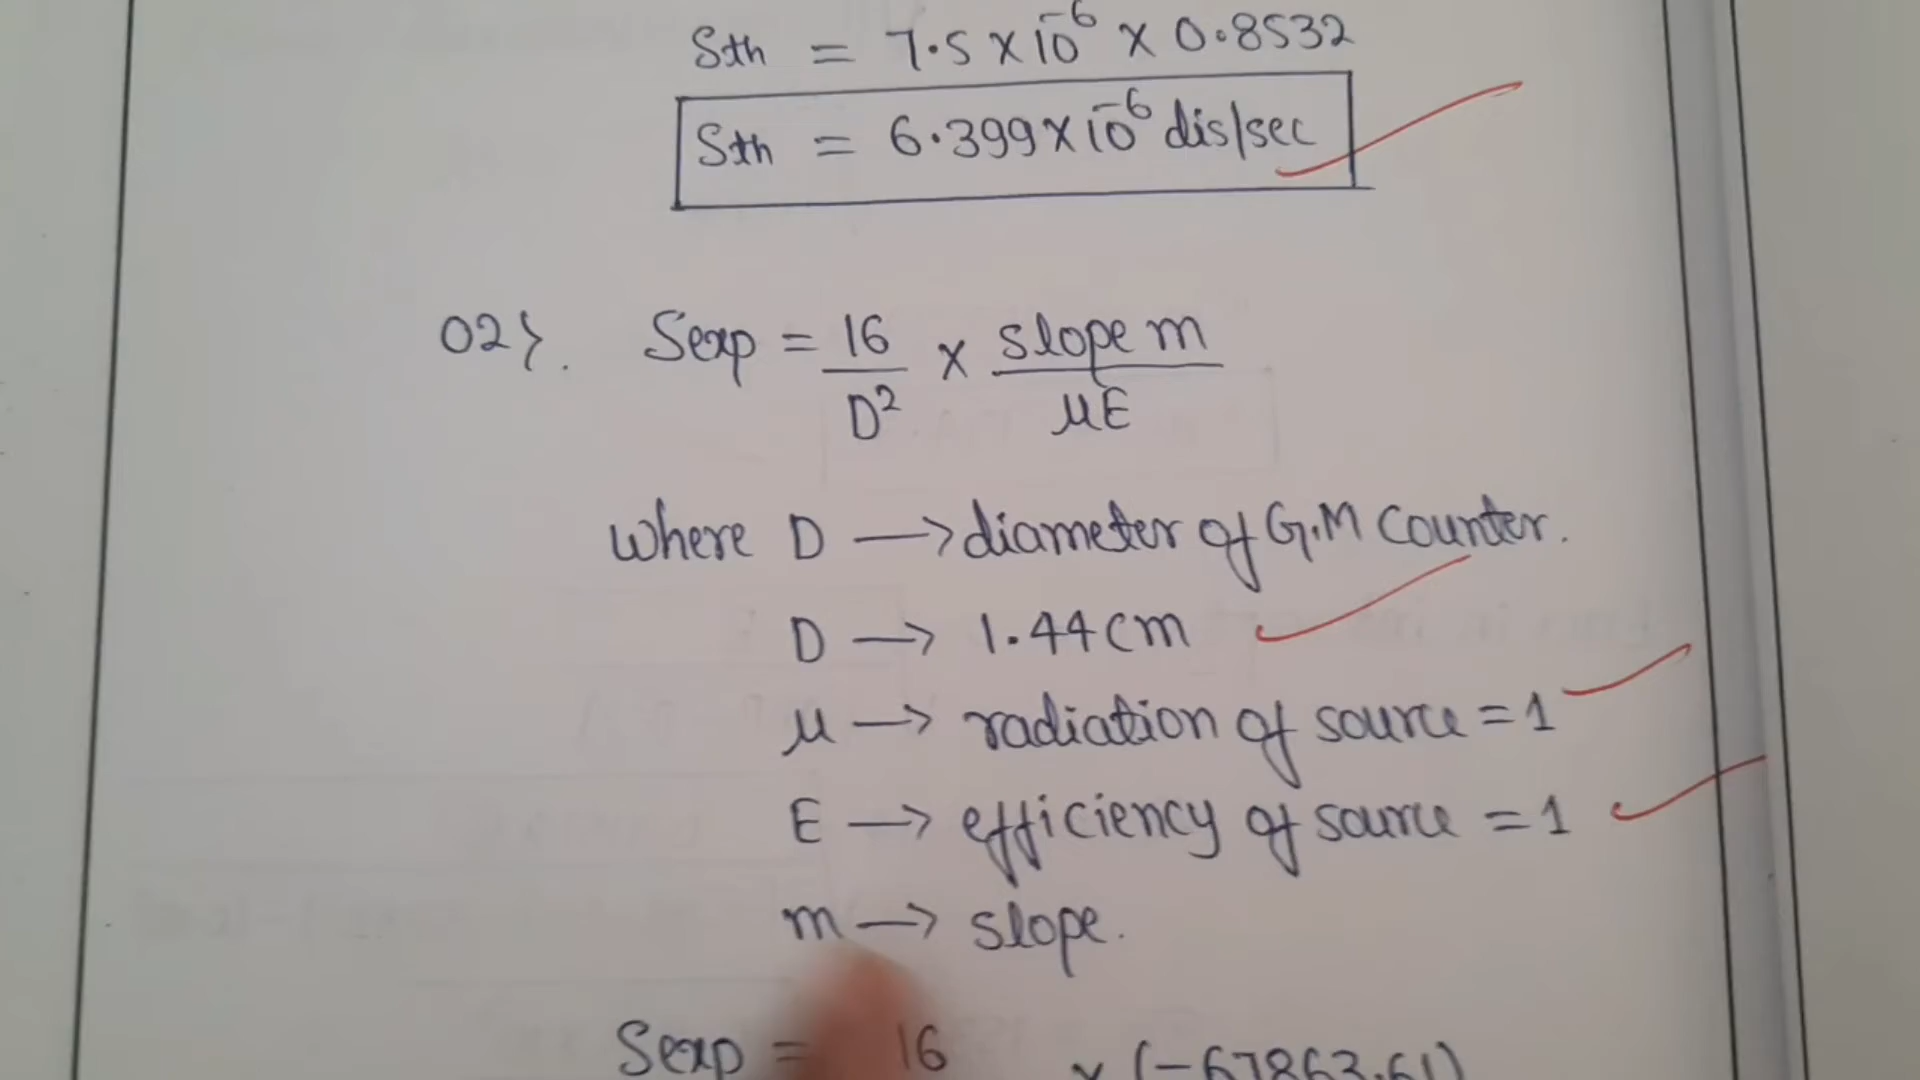 Sth = 7.5 × 10⁻⁶ × 0.8532
Sth = 6.399 × 10⁻⁶ dis/sec
02}. Sexp = 16/D² × slope m/μE
where D → diameter of G.M Counter.
D → 1.44 cm
μ → radiation of source = 1
E → efficiency of source = 1
m → slope.
Sexp = 16 × (-67863.61)